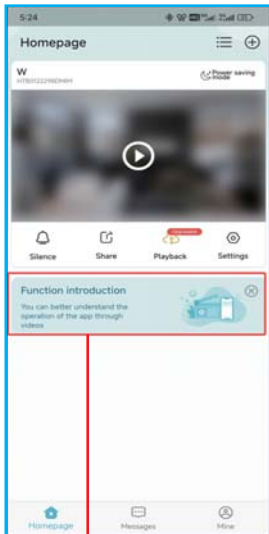 5:24
Homepage
W
Power saving
mode
Silence
Share
Playback
Settings
Function introduction
You can better understand the
operation of the app through
videos
Homepage
Messages
Mine